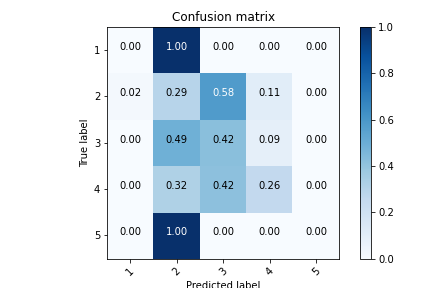 Confusion matrix
1 0.00 1.00 0.00 0.00 0.00
2 0.02 0.29 0.58 0.11 0.00
3 0.00 0.49 0.42 0.09 0.00
4 0.00 0.32 0.42 0.26 0.00
5 0.00 1.00 0.00 0.00 0.00
True label
1 2 3 4 5
Predicted label
1.0
0.8
0.6
0.4
0.2
0.0